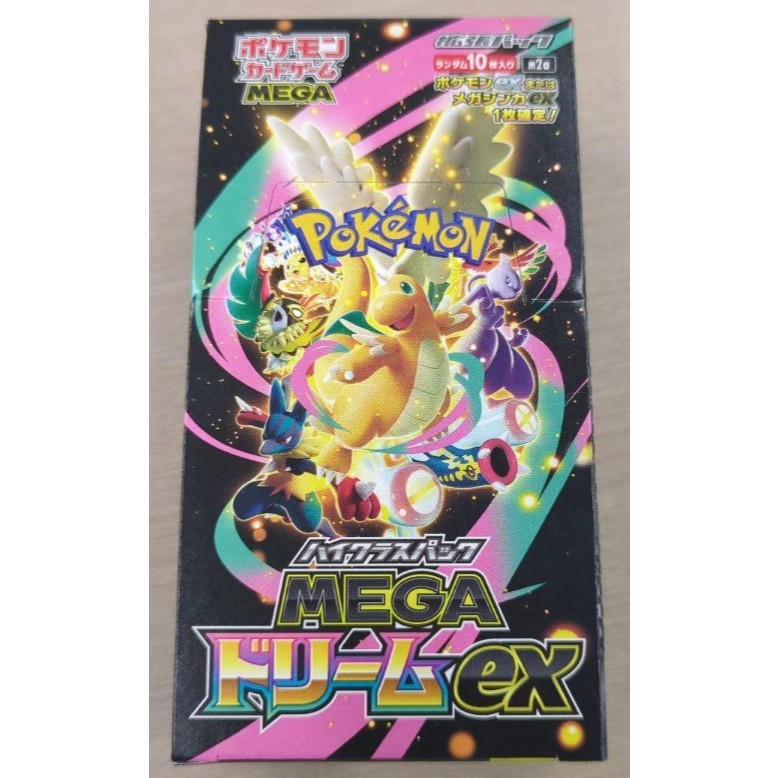 ポケモン
カードゲーム
MEGA
拡張パック
ランダム10枚入り
ポケモンexまたは
メガシンカex
1枚確定!
POKéMON
ハイクラスパック
MEGA
ドリームex